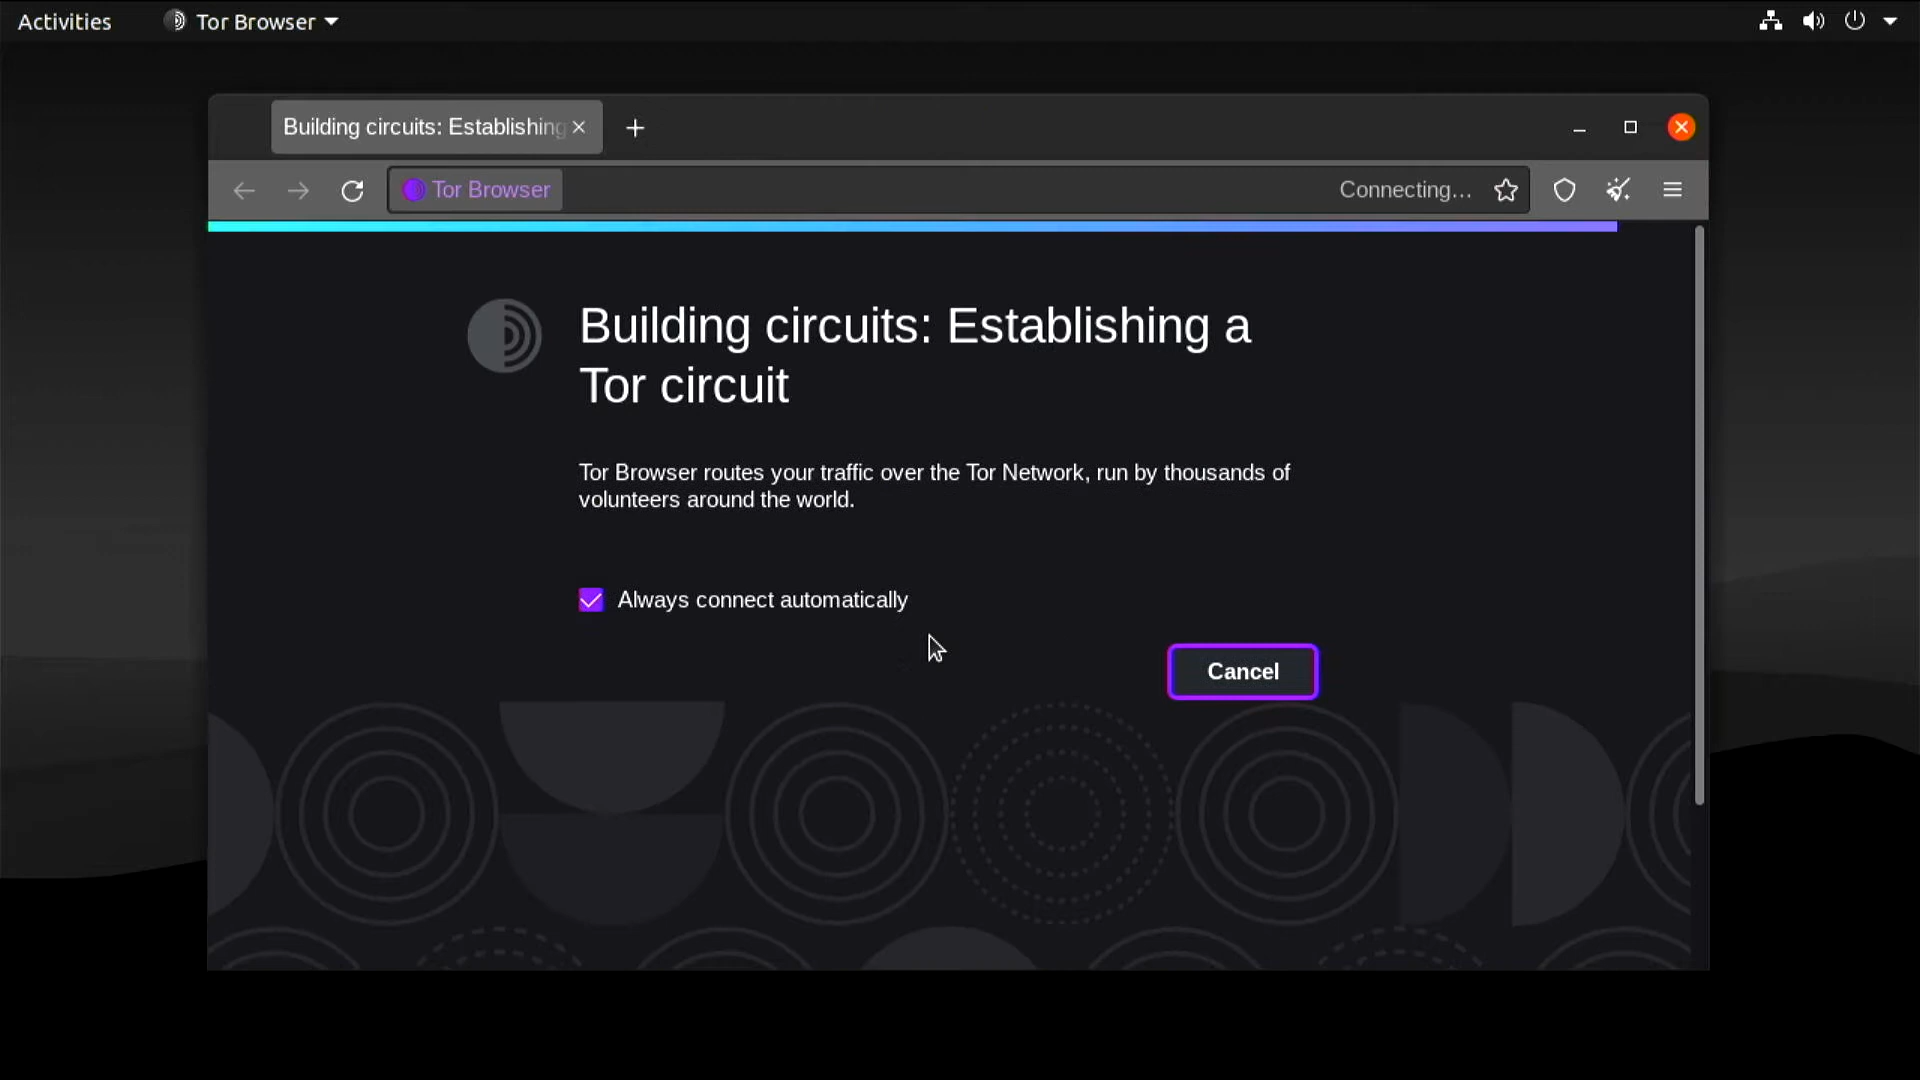 Activities
Tor Browser
Building circuits: Establishing
Tor Browser
Connecting...
Building circuits: Establishing a
Tor circuit
Tor Browser routes your traffic over the Tor Network, run by thousands of
volunteers around the world.
Always connect automatically
Cancel